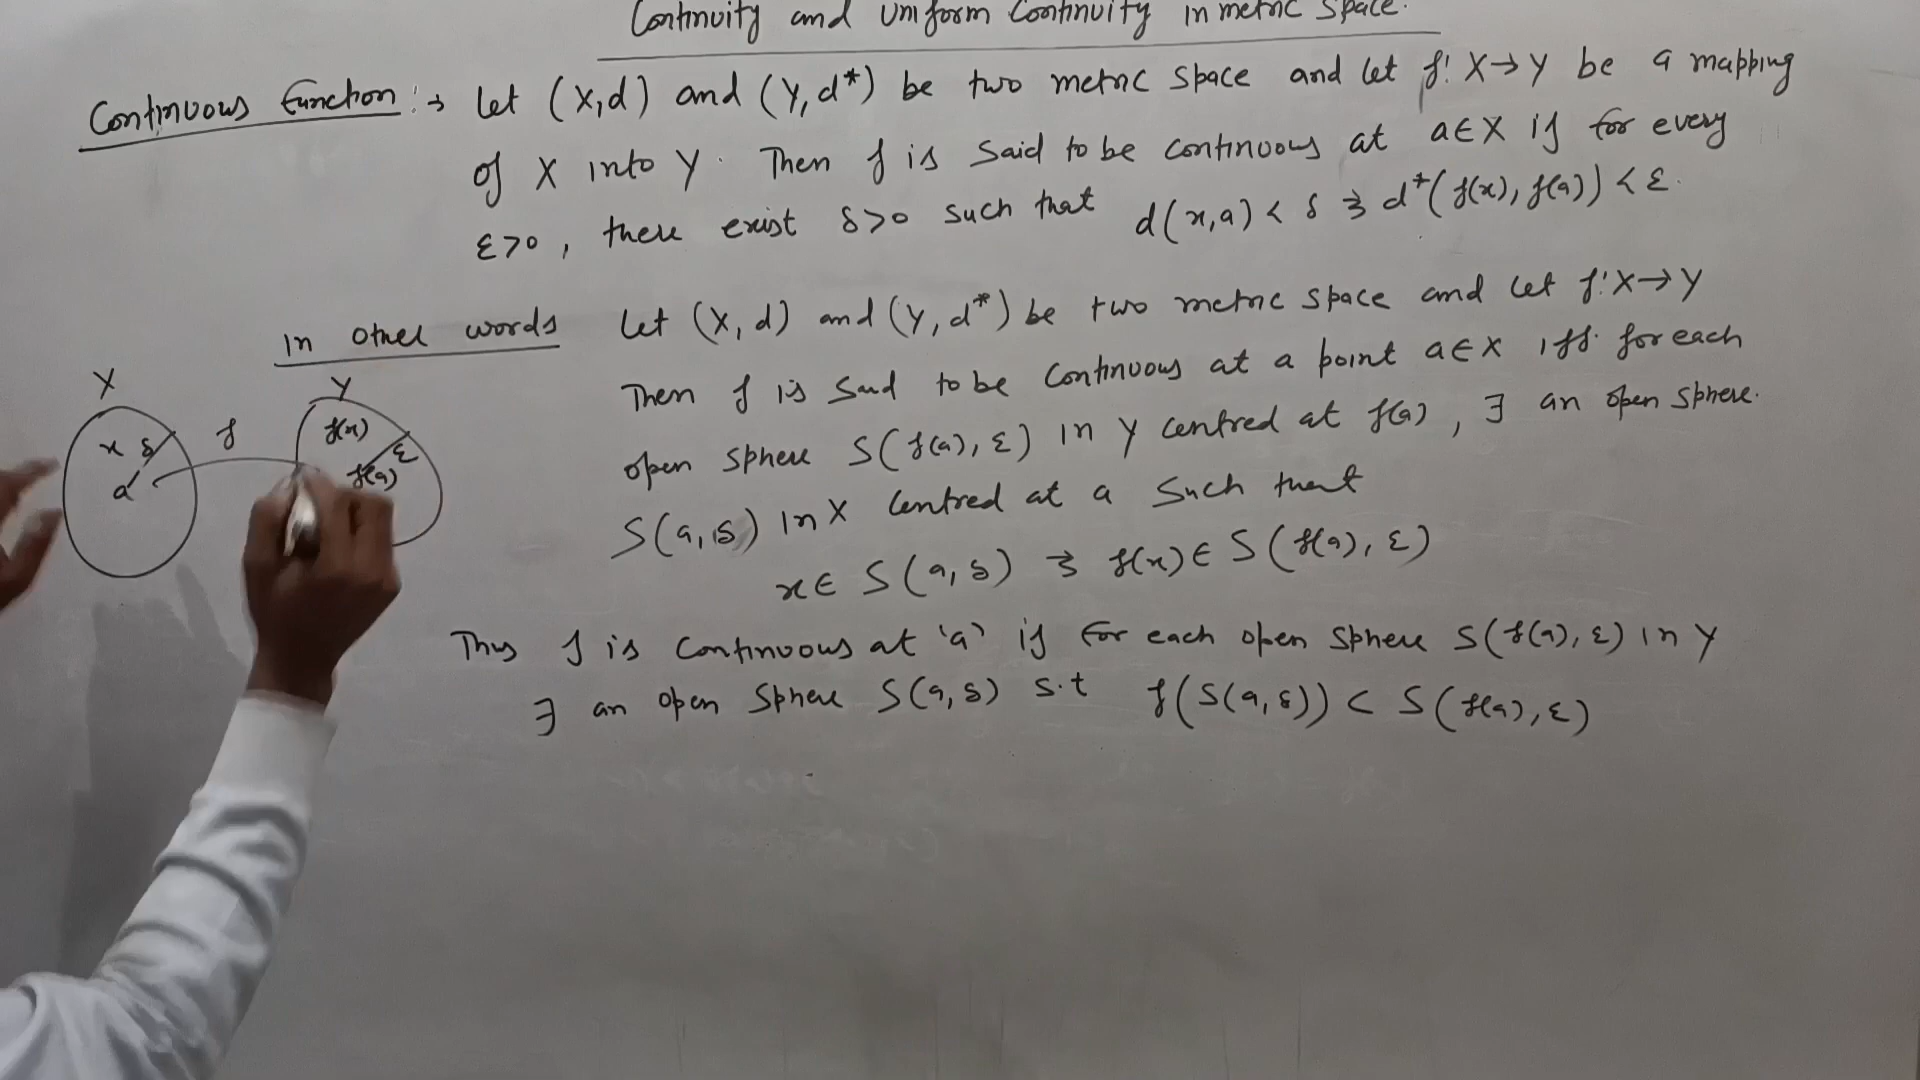 Continuity and Uniform Continuity in metric space.
Continuous Function :→ Let (X,d) and (Y,d*) be two metric space and let f: X→Y be a mapping
of X into Y. Then f is said to be continuous at a∈X if for every
ε>0, there exist δ>0 such that d(x,a) < δ ⇒ d*(f(x), f(a)) < ε.
In other words Let (X,d) and (Y,d*) be two metric space and let f:X→Y
Then f is said to be continuous at a point a∈X iff. for each
open sphere S(f(a), ε) in Y centred at f(a), ∃ an open sphere.
S(a,δ) in X centred at a such that
x∈ S(a,δ) ⇒ f(x)∈ S(f(a), ε)
Thus f is continuous at 'a' if for each open sphere S(f(a), ε) in Y
∃ an open sphere S(a,δ) s.t f(S(a,δ)) ⊂ S(f(a), ε)
X
Y
f
x δ
a
f(x)
ε
f(a)